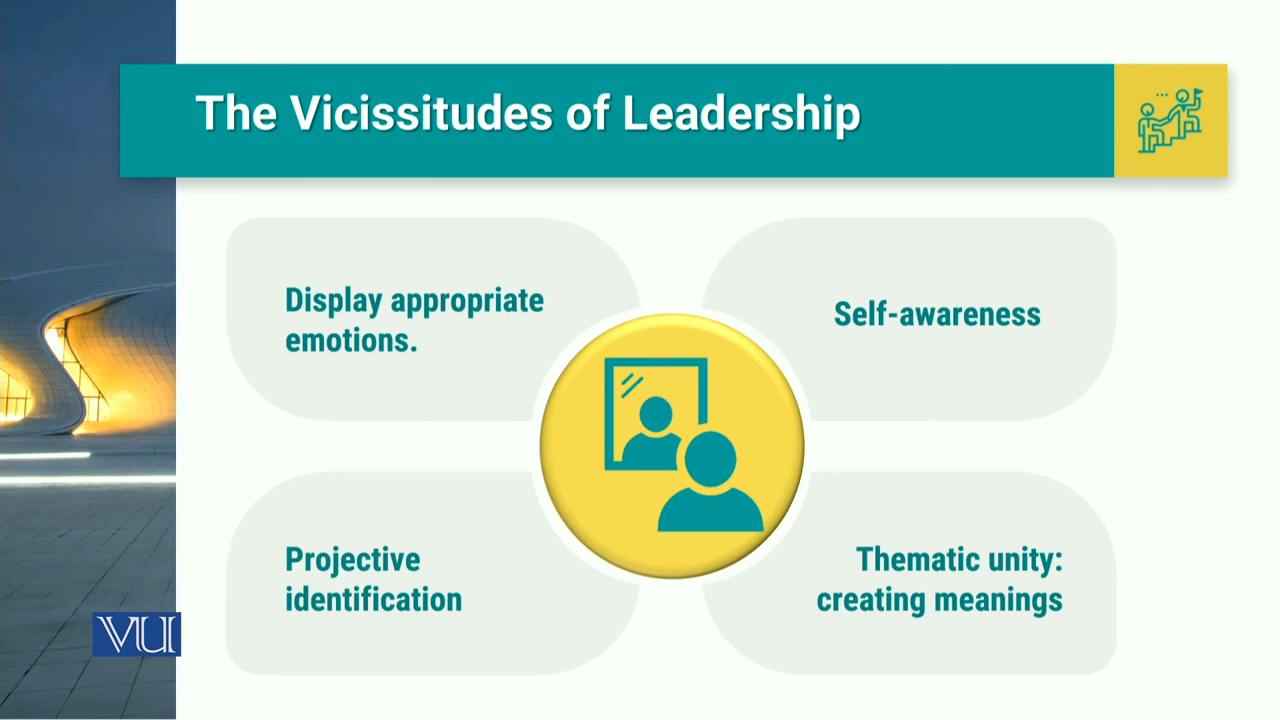 The Vicissitudes of Leadership
Display appropriate
emotions.
Self-awareness
Projective
identification
Thematic unity:
creating meanings
VU